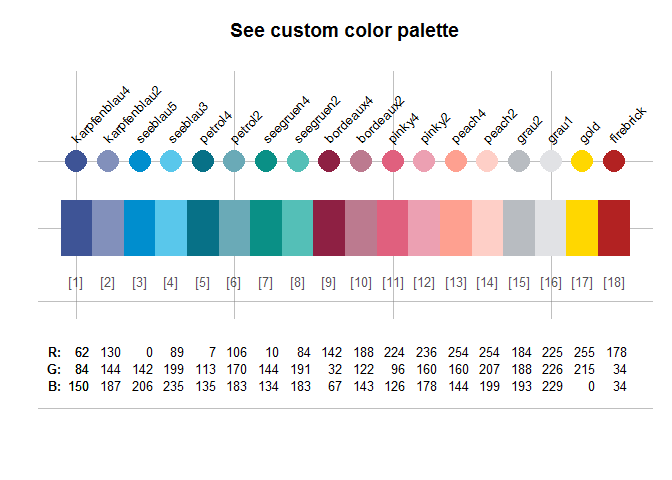 See custom color palette
karpfenblau4
karpfenblau2
seeblau5
seeblau3
petrol4
petrol2
seegruen4
seegruen2
bordeaux4
bordeaux2
pinky4
pinky2
peach4
peach2
grau2
grau1
gold
firebrick
[1] [2] [3] [4] [5] [6] [7] [8] [9] [10] [11] [12] [13] [14] [15] [16] [17] [18]
R: 62 130 0 89 7 106 10 84 142 188 224 236 254 254 184 225 255 178
G: 84 144 142 199 113 170 144 191 32 122 96 160 160 207 188 226 215 34
B: 150 187 206 235 135 183 134 183 67 143 126 178 144 199 193 229 0 34